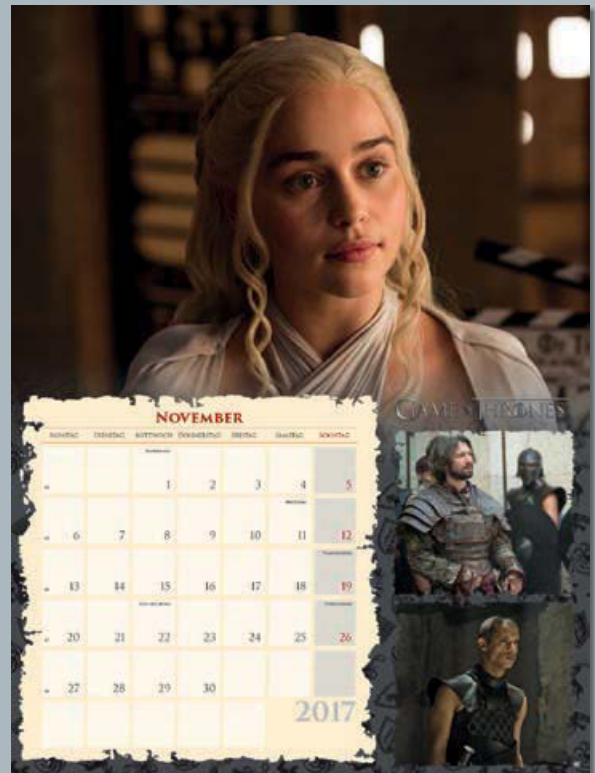 GAME OF THRONES
NOVEMBER
MONTAG DIENSTAG MITTWOCH DONNERSTAG FREITAG SAMSTAG SONNTAG
1 2 3 4 5
6 7 8 9 10 11 12
13 14 15 16 17 18 19
20 21 22 23 24 25 26
27 28 29 30
2017